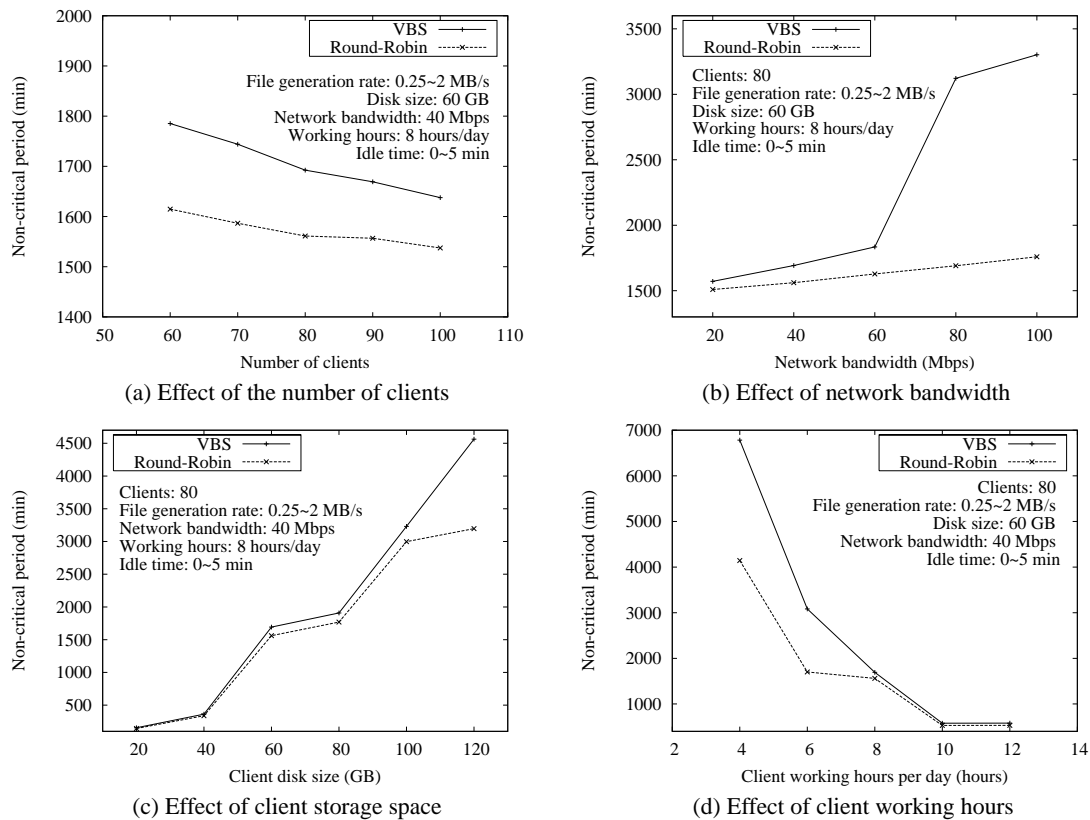 2000
1900
1800
1700
1600
1500
1400
50 60 70 80 90 100 110
Non-critical period (min)
Number of clients
VBS
Round-Robin
File generation rate: 0.25~2 MB/s
Disk size: 60 GB
Network bandwidth: 40 Mbps
Working hours: 8 hours/day
Idle time: 0~5 min
(a) Effect of the number of clients
3500
3000
2500
2000
1500
20 40 60 80 100
Non-critical period (min)
Network bandwidth (Mbps)
VBS
Round-Robin
Clients: 80
File generation rate: 0.25~2 MB/s
Disk size: 60 GB
Working hours: 8 hours/day
Idle time: 0~5 min
(b) Effect of network bandwidth
4500
4000
3500
3000
2500
2000
1500
1000
500
20 40 60 80 100 120
Non-critical period (min)
Client disk size (GB)
VBS
Round-Robin
Clients: 80
File generation rate: 0.25~2 MB/s
Network bandwidth: 40 Mbps
Working hours: 8 hours/day
Idle time: 0~5 min
(c) Effect of client storage space
7000
6000
5000
4000
3000
2000
1000
2 4 6 8 10 12 14
Non-critical period (min)
Client working hours per day (hours)
VBS
Round-Robin
Clients: 80
File generation rate: 0.25~2 MB/s
Disk size: 60 GB
Network bandwidth: 40 Mbps
Idle time: 0~5 min
(d) Effect of client working hours